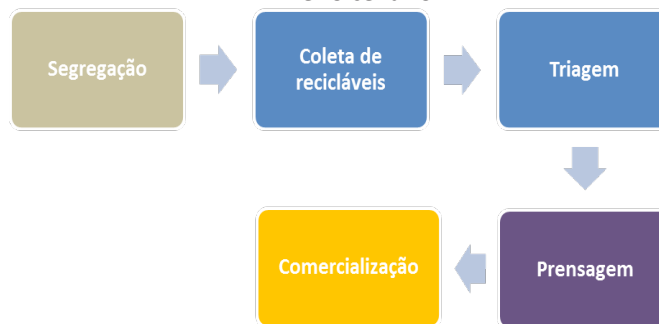 Segregação
Coleta de
recicláveis
Triagem
Prensagem
Comercialização